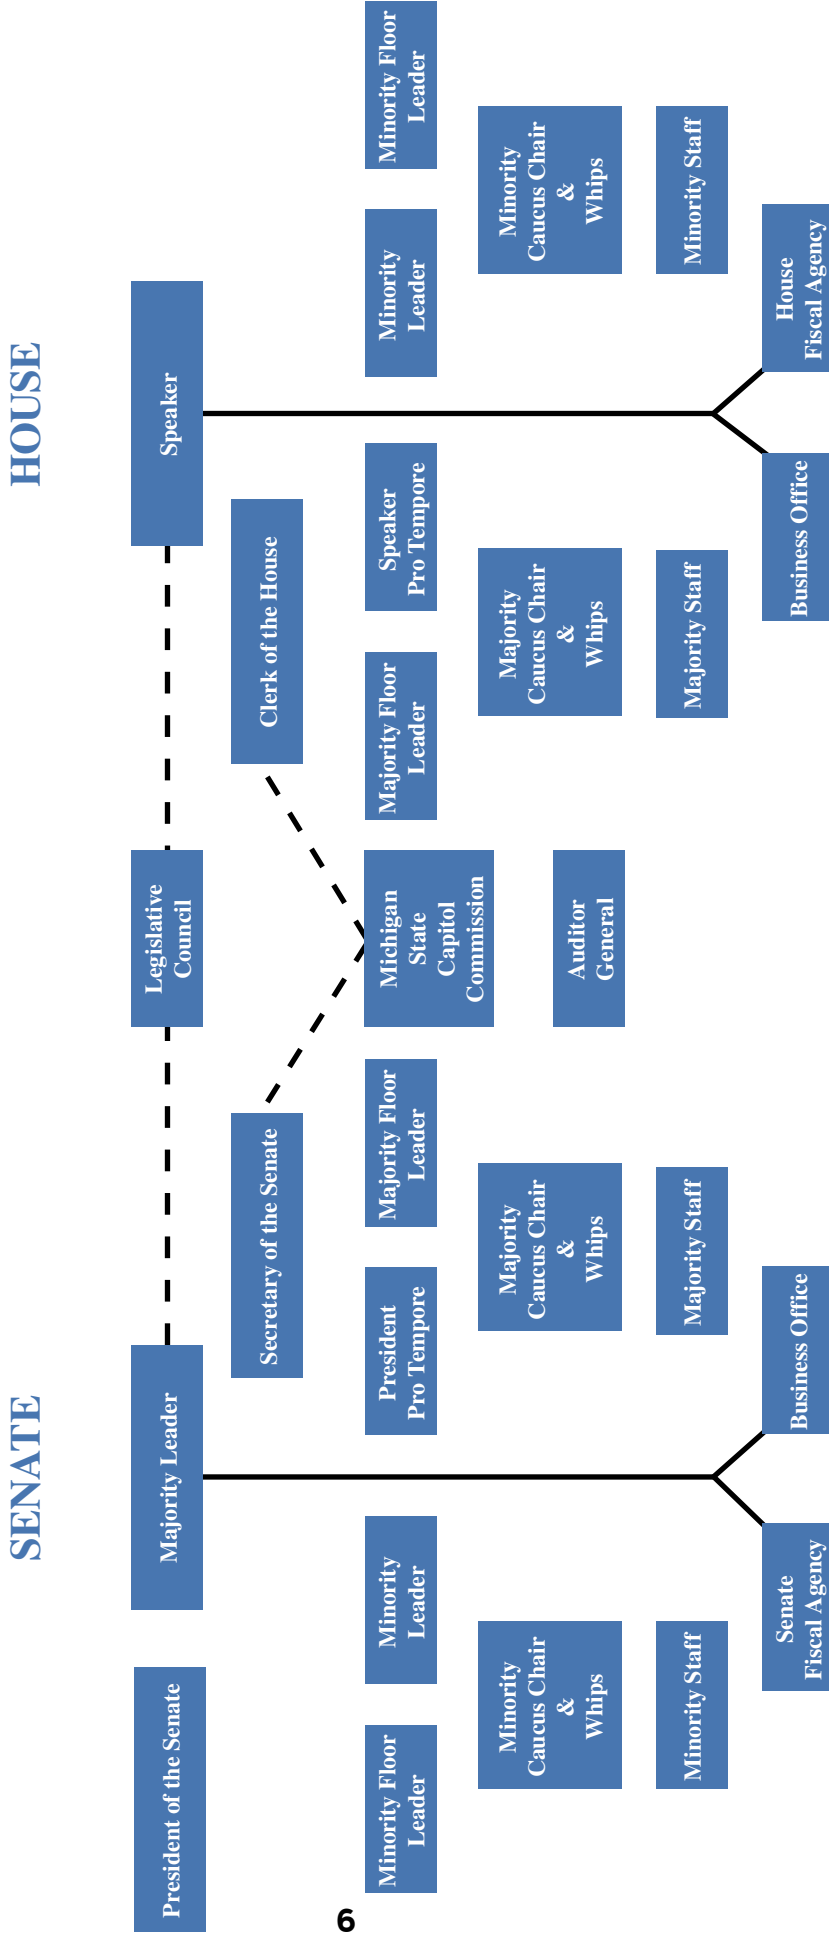 SENATE
HOUSE
President of the Senate
Majority Leader
Legislative
Council
Speaker
Secretary of the Senate
Clerk of the House
Minority Floor
Leader
Minority
Leader
President
Pro Tempore
Majority Floor
Leader
Michigan
State
Capitol
Commission
Majority Floor
Leader
Speaker
Pro Tempore
Minority
Leader
Minority Floor
Leader
Minority
Caucus Chair
&
Whips
Majority
Caucus Chair
&
Whips
Auditor
General
Majority
Caucus Chair
&
Whips
Minority
Caucus Chair
&
Whips
Minority Staff
Majority Staff
Majority Staff
Minority Staff
Senate
Fiscal Agency
Business Office
Business Office
House
Fiscal Agency
6